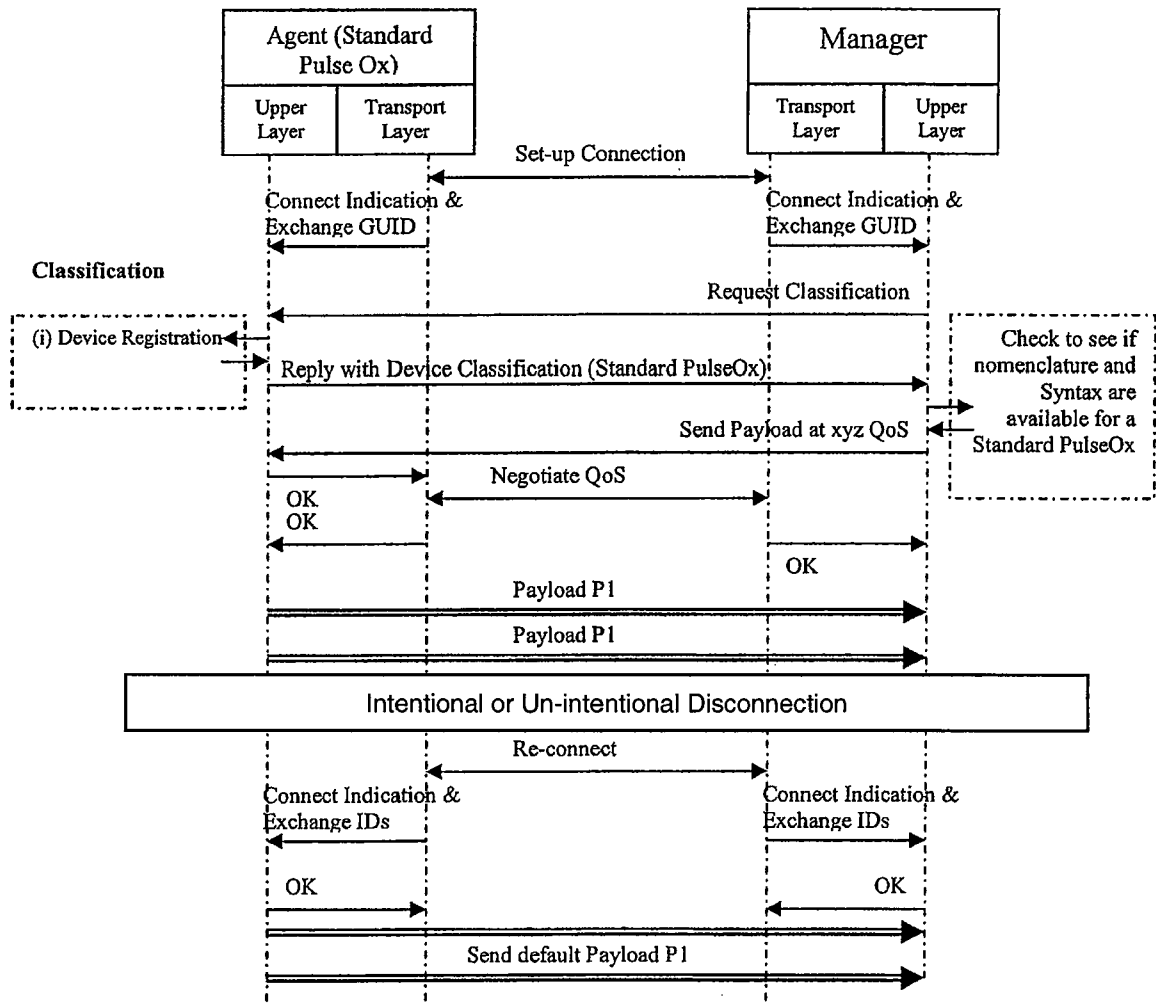 Agent (Standard
Pulse Ox)
Manager
Upper
Layer
Transport
Layer
Transport
Layer
Upper
Layer
Set-up Connection
Connect Indication &
Exchange GUID
Connect Indication &
Exchange GUID
Classification
Request Classification
(i) Device Registration
Check to see if
nomenclature and
Syntax are
available for a
Standard PulseOx
Reply with Device Classification (Standard PulseOx)
Send Payload at xyz QoS
Negotiate QoS
OK
OK
OK
Payload P1
Payload P1
Intentional or Un-intentional Disconnection
Re-connect
Connect Indication &
Exchange IDs
Connect Indication &
Exchange IDs
OK
OK
Send default Payload P1